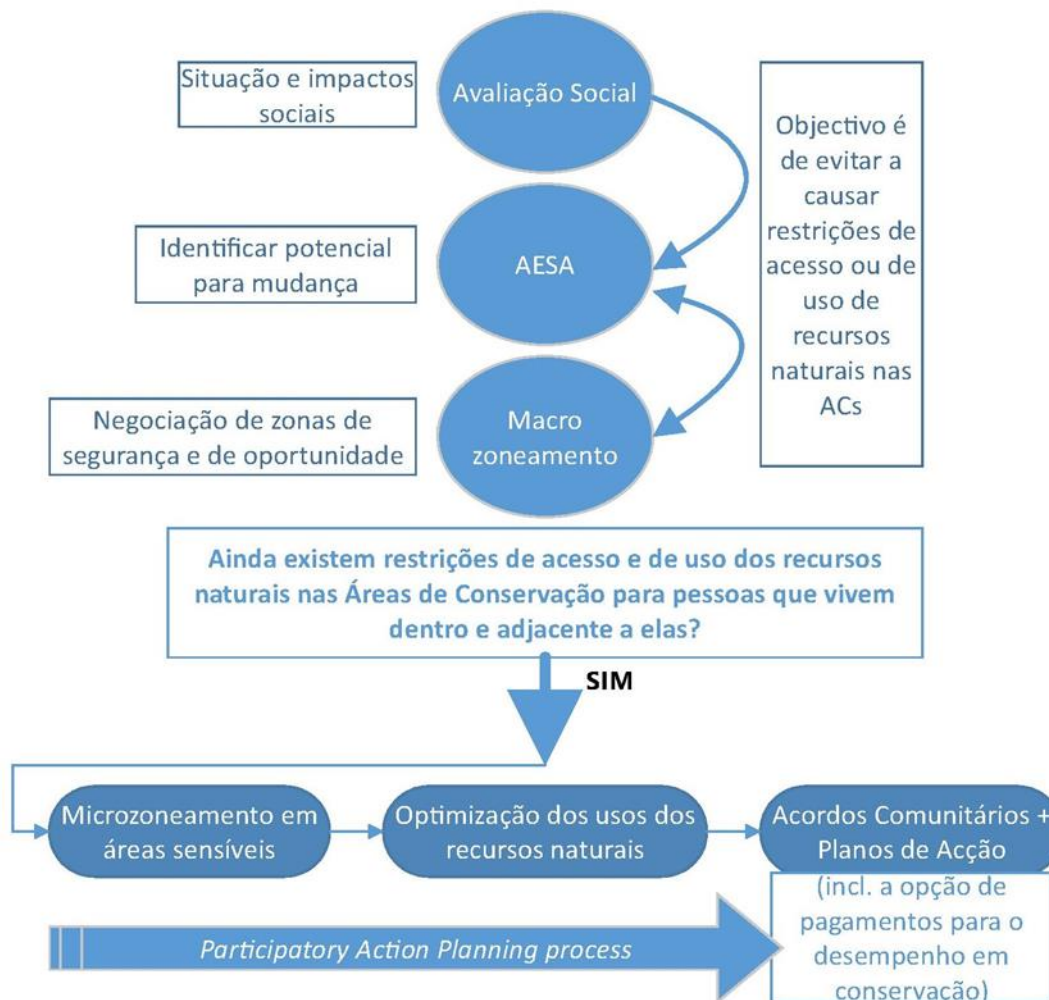 Situação e impactos
sociais
Avaliação Social
Objectivo é
de evitar a
causar
restrições de
acesso ou de
uso de
recursos
naturais nas
ACs
Identificar potencial
para mudança
AESA
Negociação de zonas de
segurança e de oportunidade
Macro
zoneamento
Ainda existem restrições de acesso e de uso dos recursos
naturais nas Áreas de Conservação para pessoas que vivem
dentro e adjacente a elas?
SIM
Microzoneamento em
áreas sensíveis
Optimização dos usos dos
recursos naturais
Acordos Comunitários +
Planos de Acção
(incl. a opção de
pagamentos para o
desempenho em
conservação)
Participatory Action Planning process